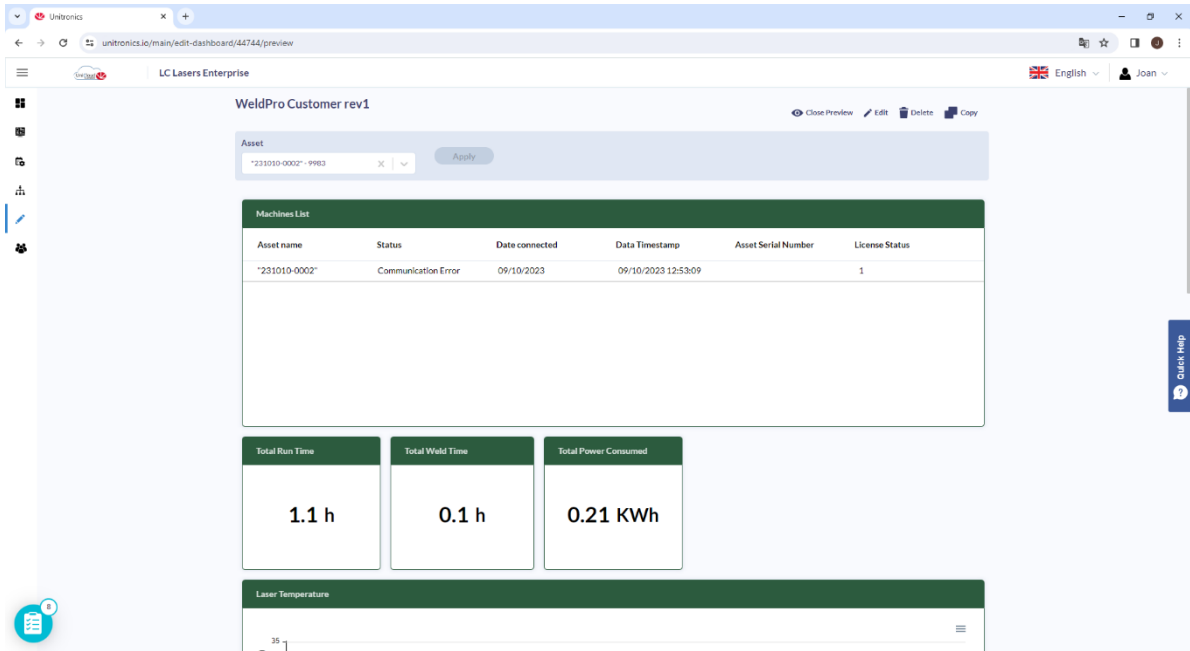 Unitronics
unitronics.io/main/edit-dashboard/44744/preview
LC Lasers Enterprise
English
Joan
WeldPro Customer rev1
Close Preview Edit Delete Copy
Asset
"231010-0002" - 9983
Apply
Machines List
Asset name Status Date connected Data Timestamp Asset Serial Number License Status
"231010-0002" Communication Error 09/10/2023 09/10/2023 12:53:09 1
Total Run Time Total Weld Time Total Power Consumed
1.1 h 0.1 h 0.21 KWh
Laser Temperature
35
Quick Help
?
8
J